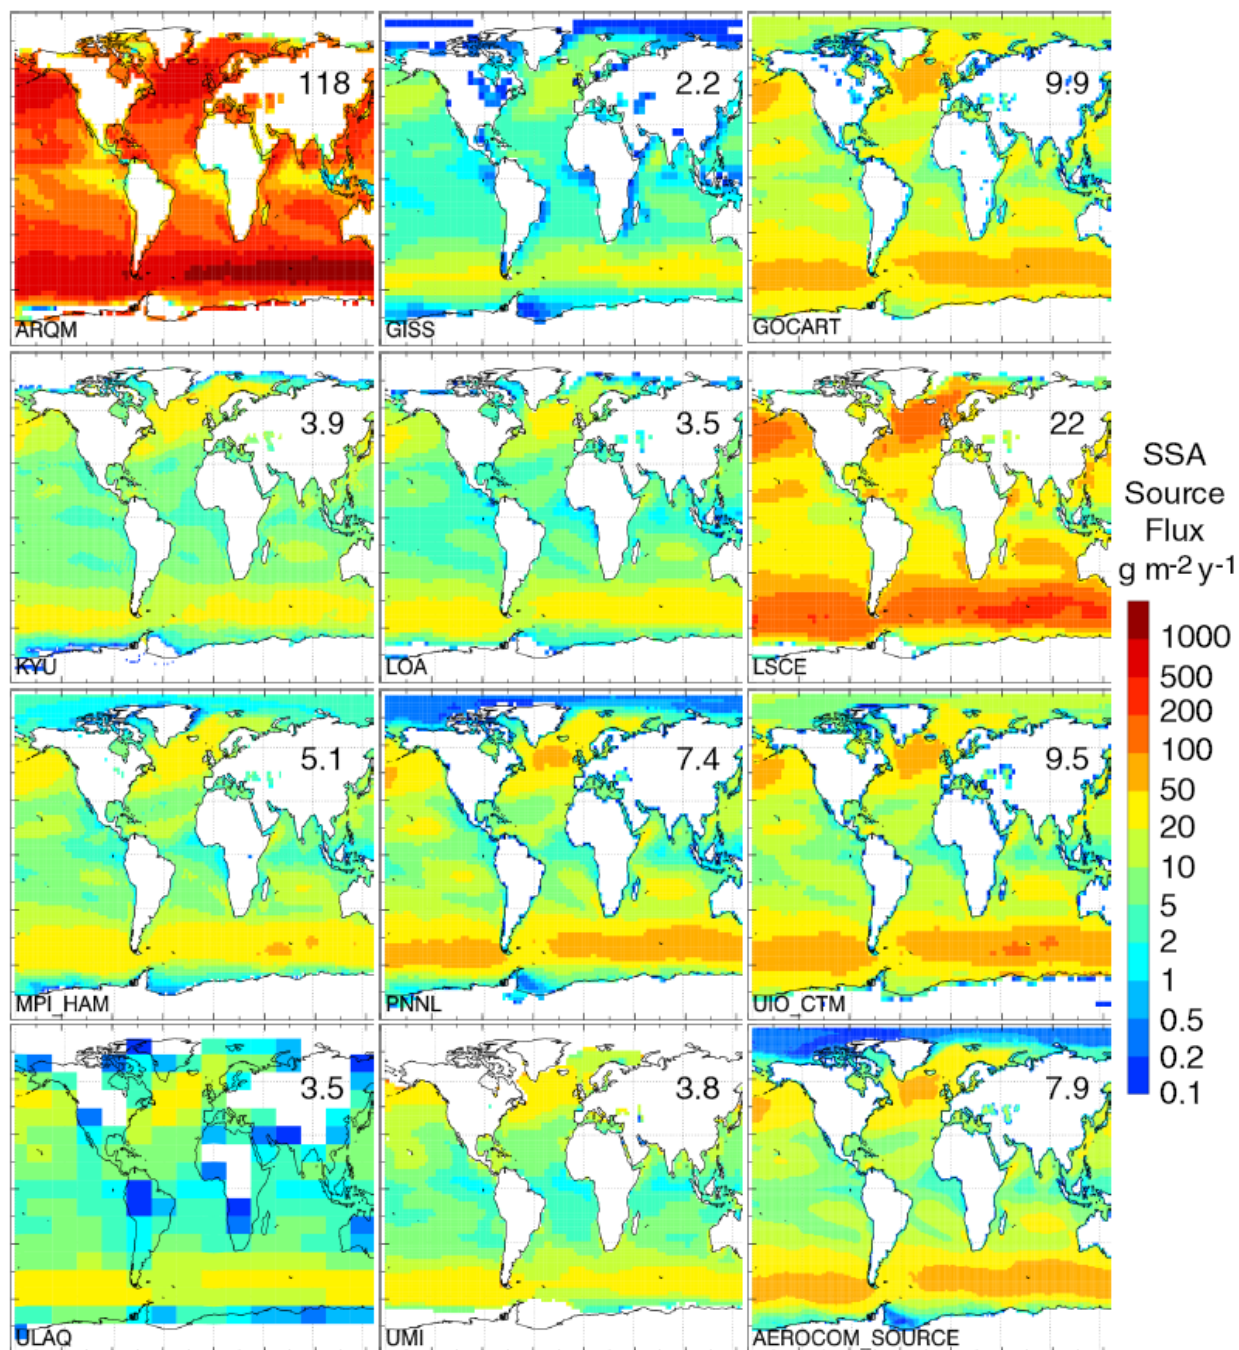 118
ARQM
2.2
GISS
9.9
GOCART
3.9
KYU
3.5
LOA
22
LSCE
5.1
MPI_HAM
7.4
PNNL
9.5
UIO_CTM
3.5
ULAQ
3.8
UMI
7.9
AEROCOM_SOURCE
SSA
Source
Flux
g m-2 y-1
1000
500
200
100
50
20
10
5
2
1
0.5
0.2
0.1